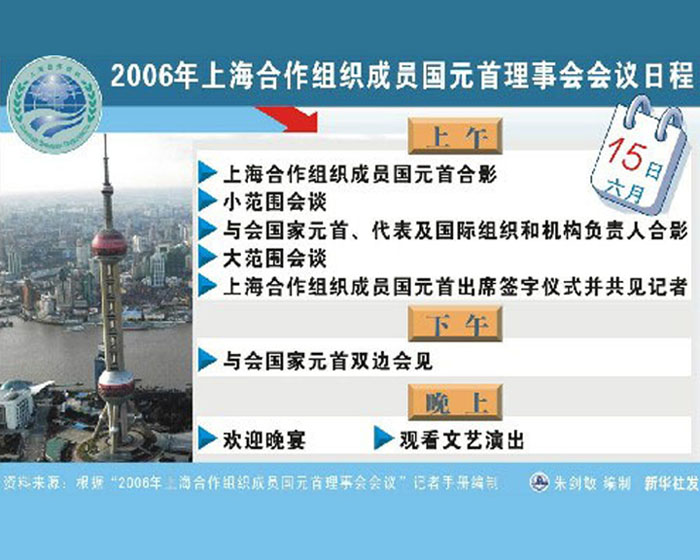 2006年上海合作组织成员国元首理事会会议日程
15日
六月
上午
上海合作组织成员国元首合影
小范围会谈
与会国家元首、代表及国际组织和机构负责人合影
大范围会谈
上海合作组织成员国元首出席签字仪式并共见记者
下午
与会国家元首双边会见
晚上
欢迎晚宴 观看文艺演出
资料来源：根据“2006年上海合作组织成员国元首理事会会议”记者手册编制 朱剑敏 编制 新华社发